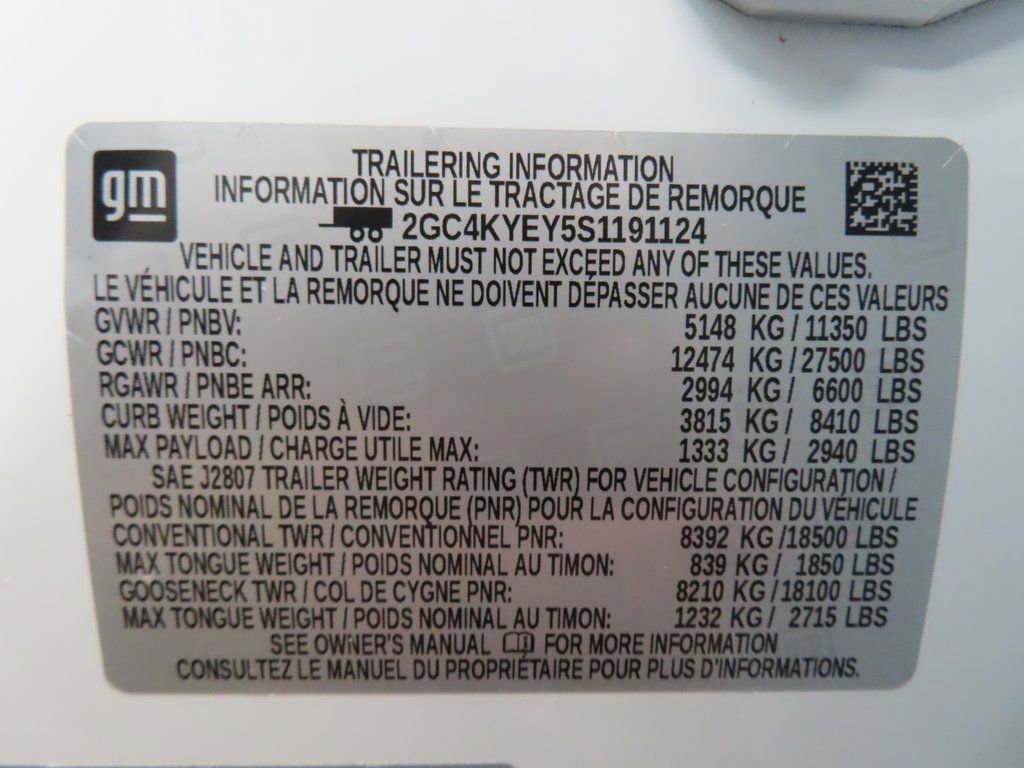 gm
TRAILERING INFORMATION
INFORMATION SUR LE TRACTAGE DE REMORQUE
2GC4KYEY5S1191124
VEHICLE AND TRAILER MUST NOT EXCEED ANY OF THESE VALUES.
LE VÉHICULE ET LA REMORQUE NE DOIVENT DÉPASSER AUCUNE DE CES VALEURS
GVWR / PNBV: 5148 KG / 11350 LBS
GCWR / PNBC: 12474 KG / 27500 LBS
RGAWR / PNBE ARR: 2994 KG / 6600 LBS
CURB WEIGHT / POIDS À VIDE: 3815 KG / 8410 LBS
MAX PAYLOAD / CHARGE UTILE MAX: 1333 KG / 2940 LBS
SAE J2807 TRAILER WEIGHT RATING (TWR) FOR VEHICLE CONFIGURATION /
POIDS NOMINAL DE LA REMORQUE (PNR) POUR LA CONFIGURATION DU VÉHICULE
CONVENTIONAL TWR / CONVENTIONNEL PNR: 8392 KG /18500 LBS
MAX TONGUE WEIGHT / POIDS NOMINAL AU TIMON: 839 KG / 1850 LBS
GOOSENECK TWR / COL DE CYGNE PNR: 8210 KG /18100 LBS
MAX TONGUE WEIGHT / POIDS NOMINAL AU TIMON: 1232 KG / 2715 LBS
SEE OWNER'S MANUAL FOR MORE INFORMATION
CONSULTEZ LE MANUEL DU PROPRIÉTAIRE POUR PLUS D'INFORMATIONS.